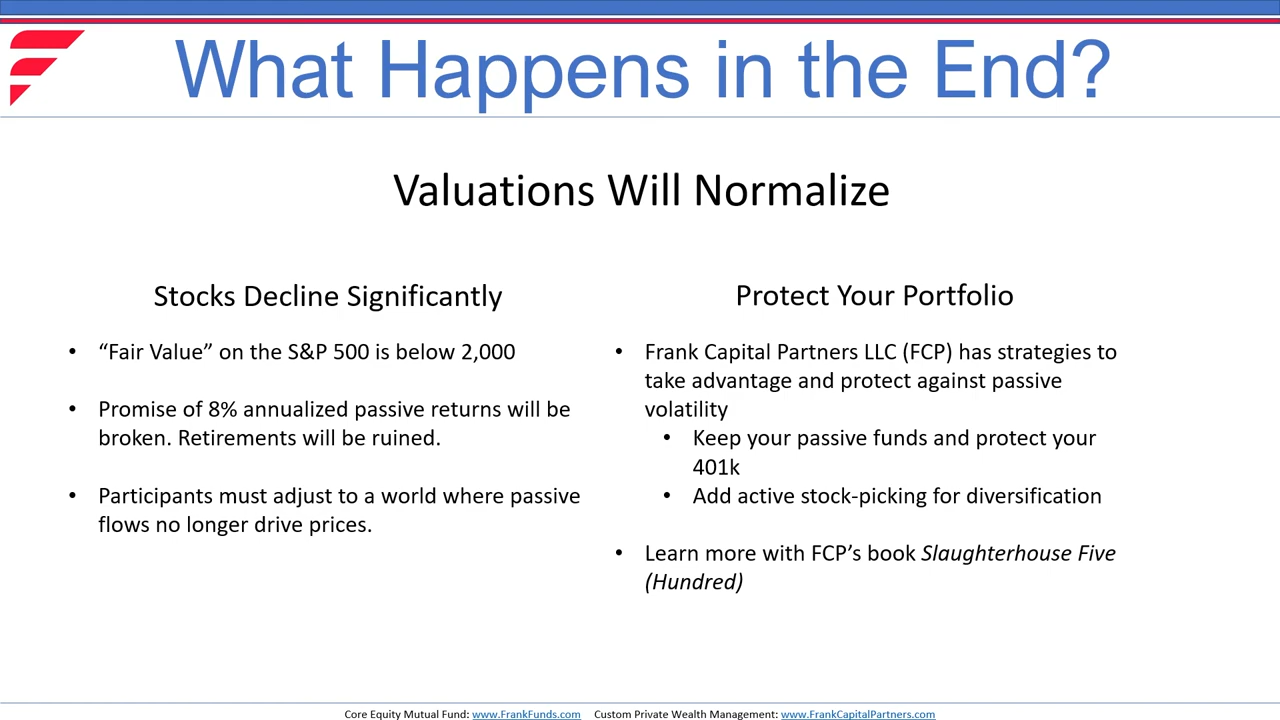 What Happens in the End?
Valuations Will Normalize
Stocks Decline Significantly
• “Fair Value” on the S&P 500 is below 2,000
• Promise of 8% annualized passive returns will be
broken. Retirements will be ruined.
• Participants must adjust to a world where passive
flows no longer drive prices.
Protect Your Portfolio
• Frank Capital Partners LLC (FCP) has strategies to
take advantage and protect against passive
volatility
• Keep your passive funds and protect your
401k
• Add active stock-picking for diversification
• Learn more with FCP’s book Slaughterhouse Five
(Hundred)
Core Equity Mutual Fund: www.FrankFunds.com Custom Private Wealth Management: www.FrankCapitalPartners.com